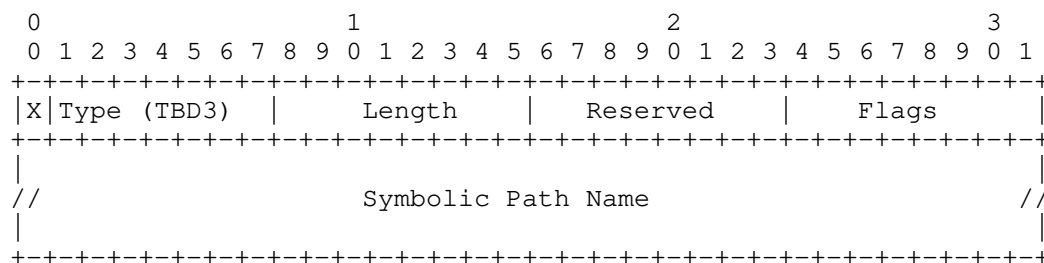 0                   1                   2                   3
 0 1 2 3 4 5 6 7 8 9 0 1 2 3 4 5 6 7 8 9 0 1 2 3 4 5 6 7 8 9 0 1
+-+-+-+-+-+-+-+-+-+-+-+-+-+-+-+-+-+-+-+-+-+-+-+-+-+-+-+-+-+-+-+-+
|X|Type (TBD3)  |     Length    |   Reserved    |    Flags      |
+-+-+-+-+-+-+-+-+-+-+-+-+-+-+-+-+-+-+-+-+-+-+-+-+-+-+-+-+-+-+-+-+
|                                                               |
//                    Symbolic Path Name                       //
|                                                               |
+-+-+-+-+-+-+-+-+-+-+-+-+-+-+-+-+-+-+-+-+-+-+-+-+-+-+-+-+-+-+-+-+